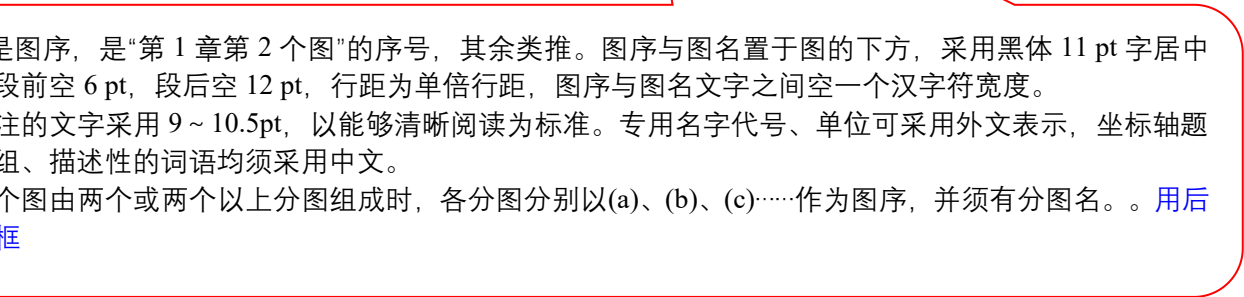 是图序，是“第 1 章第 2 个图”的序号，其余类推。图序与图名置于图的下方，采用黑体 11 pt 字居中
段前空 6 pt，段后空 12 pt，行距为单倍行距，图序与图名文字之间空一个汉字符宽度。
注的文字采用 9 ~ 10.5pt，以能够清晰阅读为标准。专用名字代号、单位可采用外文表示，坐标轴题
组、描述性的词语均须采用中文。
个图由两个或两个以上分图组成时，各分图分别以(a)、(b)、(c)……作为图序，并须有分图名。。用后
框